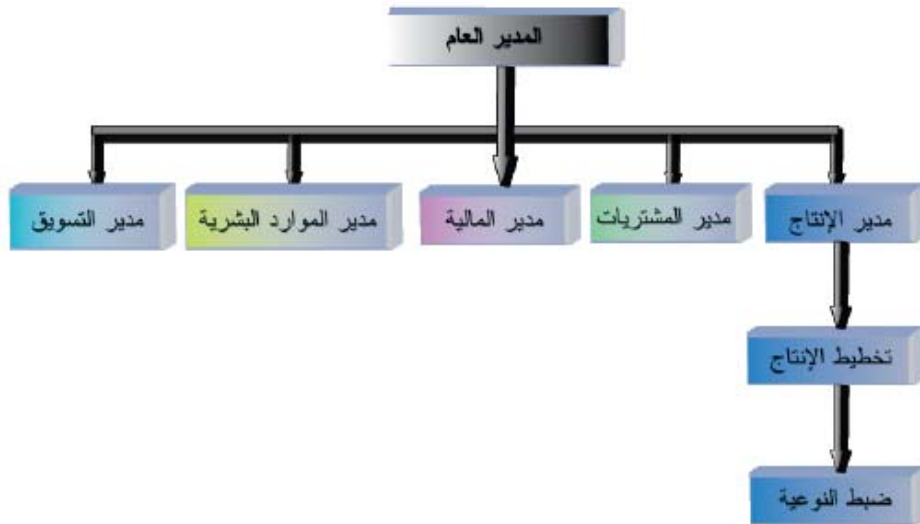 المدير العام
مدير الإنتاج
مدير المشتريات
مدير المالية
مدير الموارد البشرية
مدير التسويق
تخطيط الإنتاج
ضبط النوعية